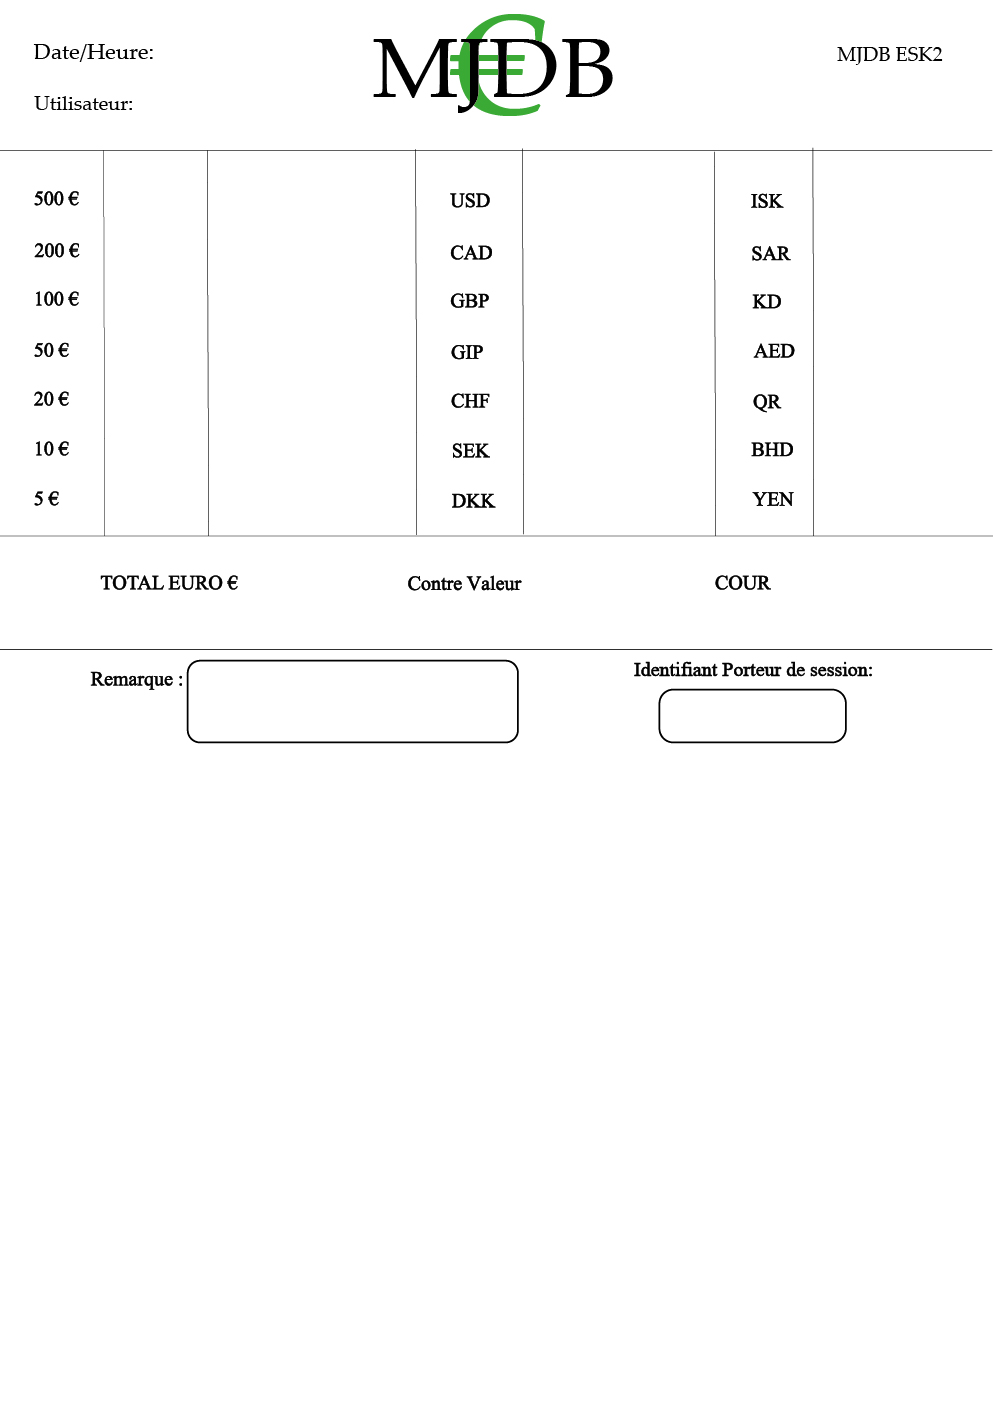 Date/Heure:
MJDB
€
MJDB ESK2
Utilisateur:
500 € USD ISK
200 € CAD SAR
100 € GBP KD
50 € GIP AED
20 € CHF QR
10 € SEK BHD
5 € DKK YEN
TOTAL EURO € Contre Valeur COUR
Remarque : Identifiant Porteur de session: